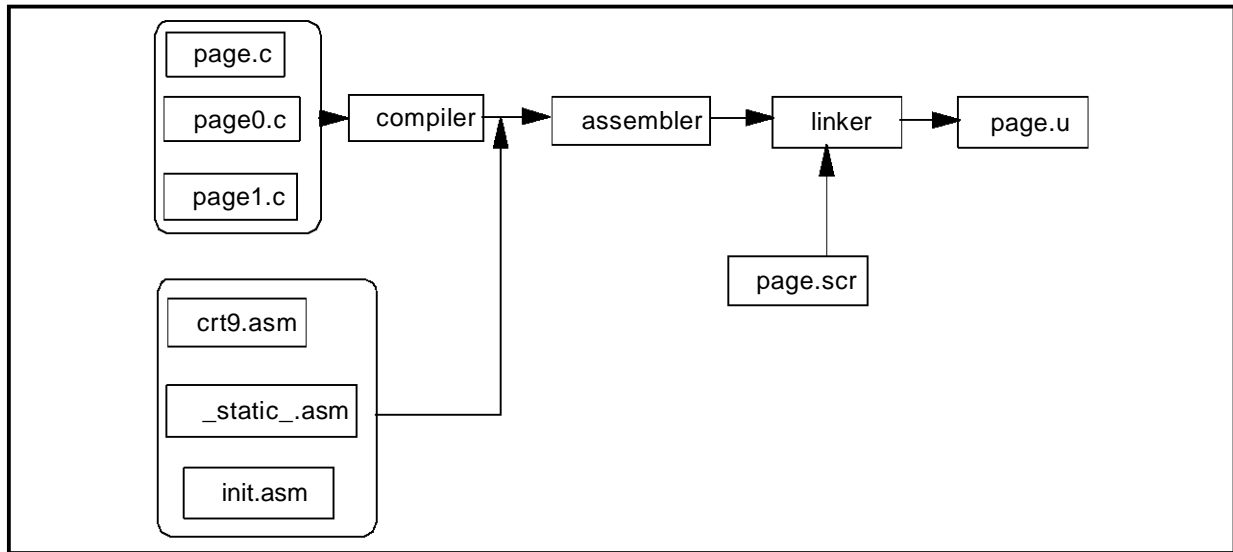 page.c
page0.c
page1.c
compiler
assembler
linker
page.u
page.scr
crt9.asm
_static_.asm
init.asm